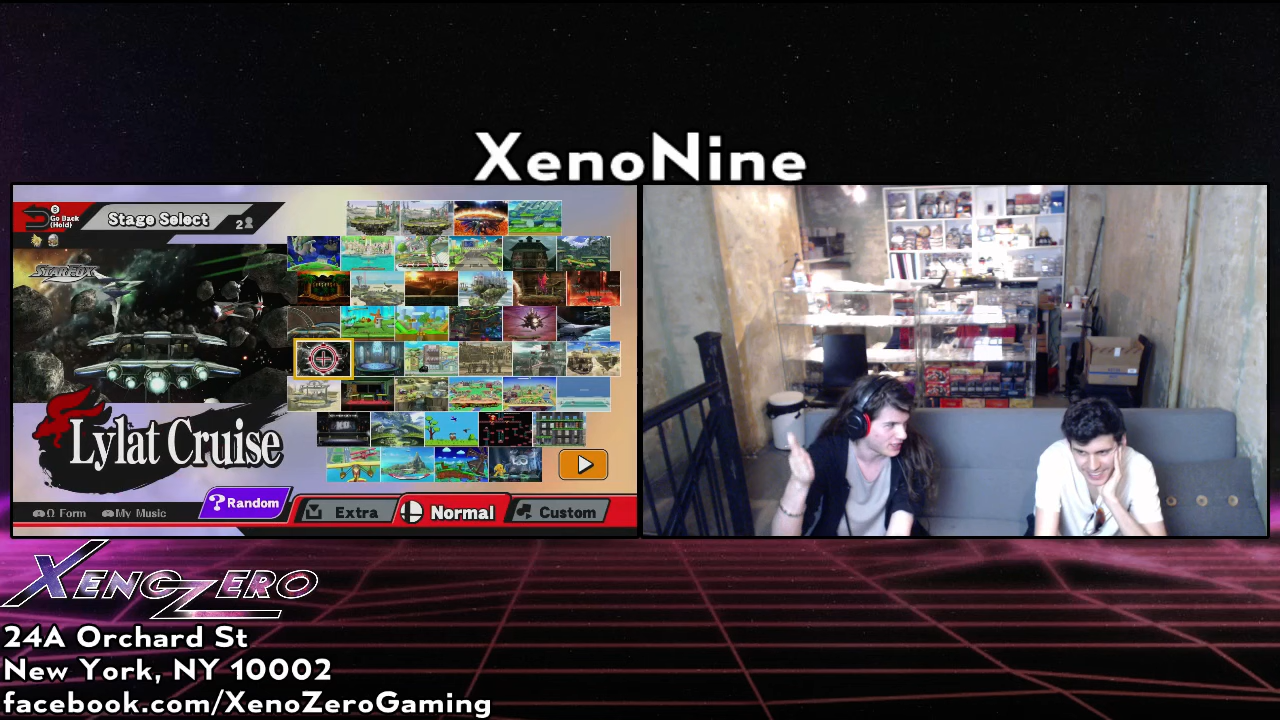 XenoNine
Go Back
(Hold)
Stage Select
2
STARFOX
Lylat Cruise
Ω Form
My Music
? Random
Extra
Normal
Custom
XENOZERO
24A Orchard St
New York, NY 10002
facebook.com/XenoZeroGaming